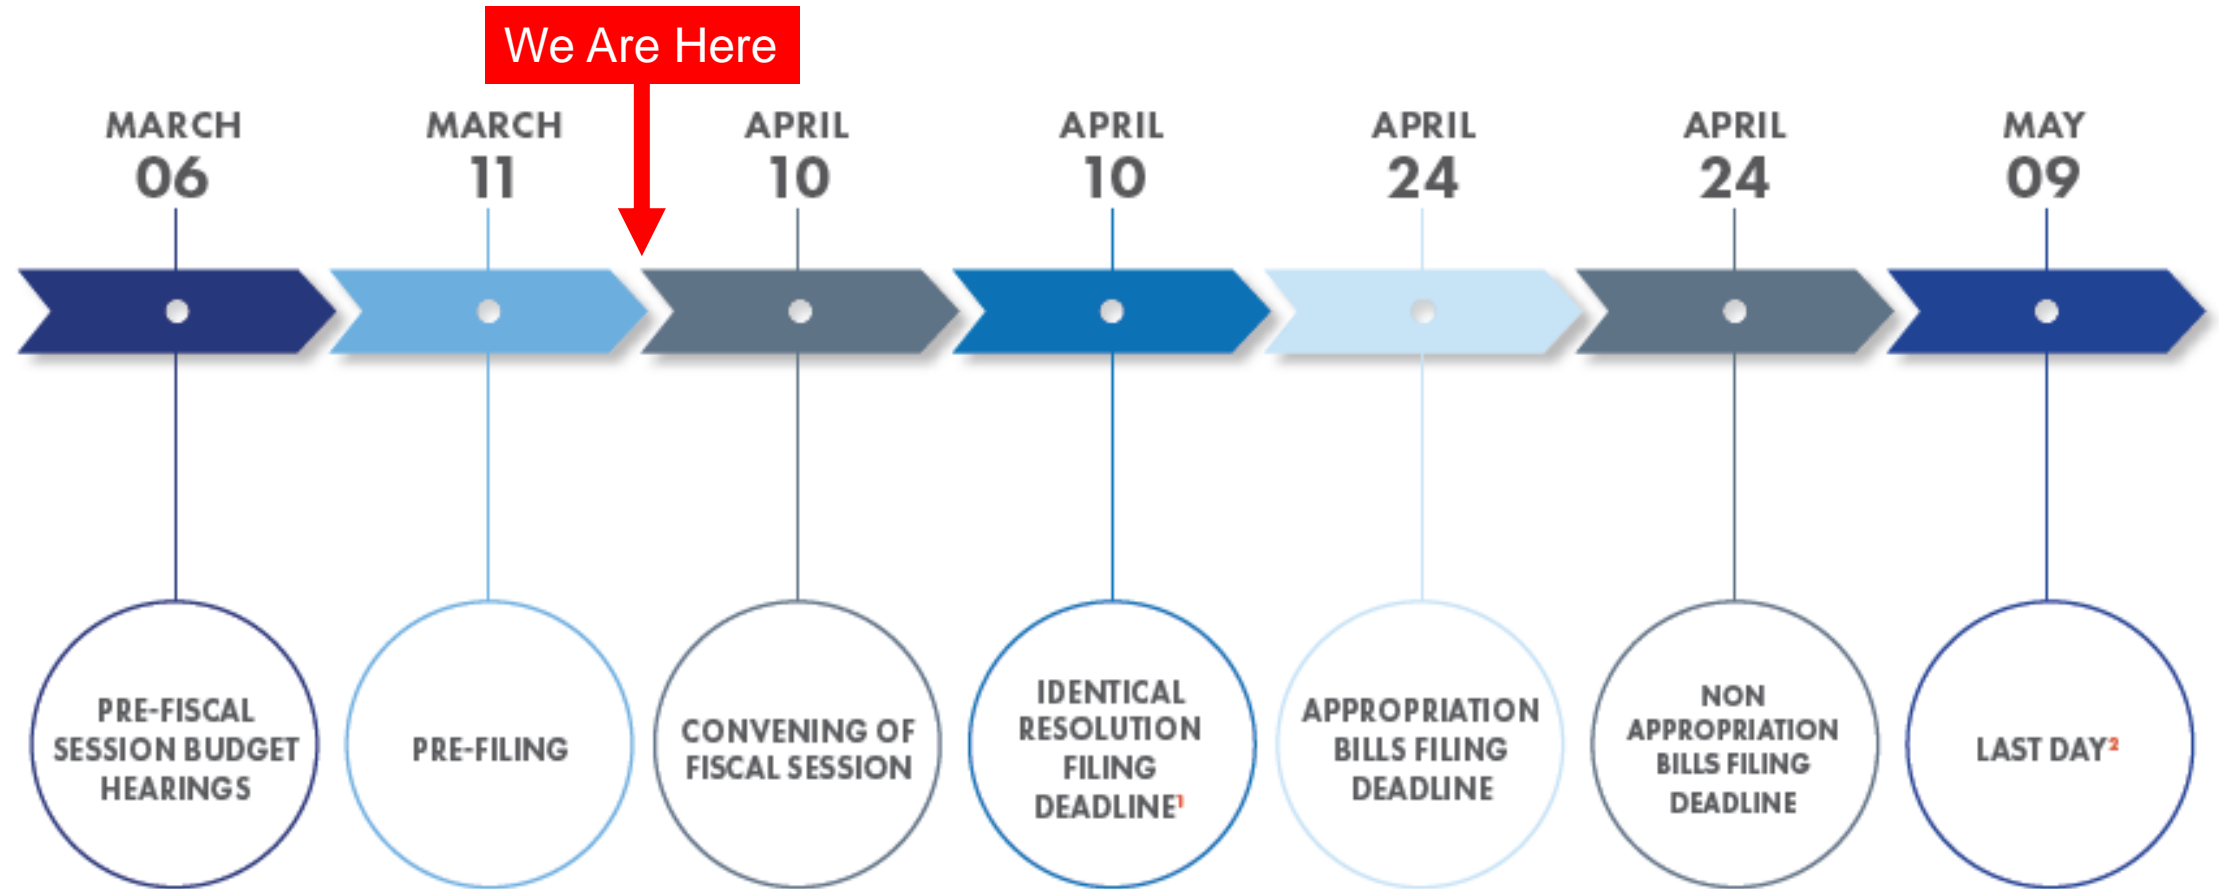 We Are Here
MARCH
06
MARCH
11
APRIL
10
APRIL
10
APRIL
24
APRIL
24
MAY
09
PRE-FISCAL
SESSION BUDGET
HEARINGS
PRE-FILING
CONVENING OF
FISCAL SESSION
IDENTICAL
RESOLUTION
FILING
DEADLINE¹
APPROPRIATION
BILLS FILING
DEADLINE
NON
APPROPRIATION
BILLS FILING
DEADLINE
LAST DAY²